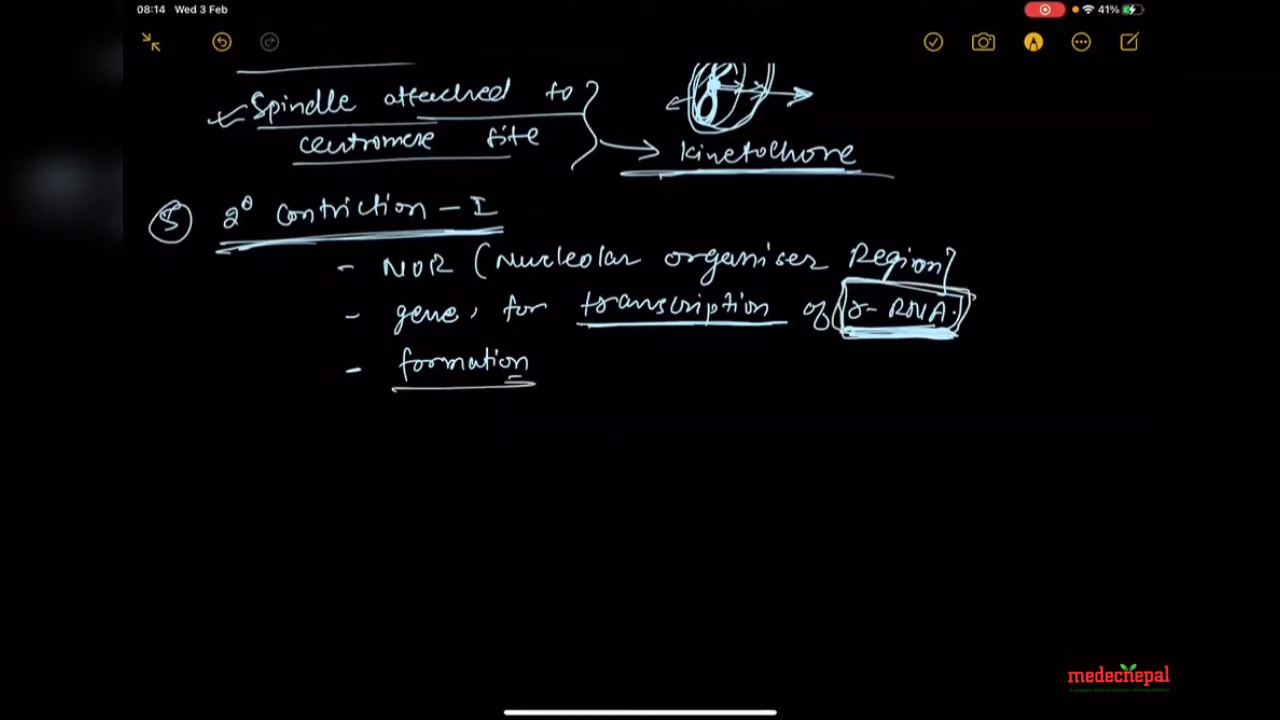 08:14 Wed 3 Feb
41%
Spindle attached to
centromere site
kinetochore
⑤ 2° contriction - I
- NOR (Nucleolar organiser Region)
- gene, for transcription of r-RNA.
- formation
medecnepal